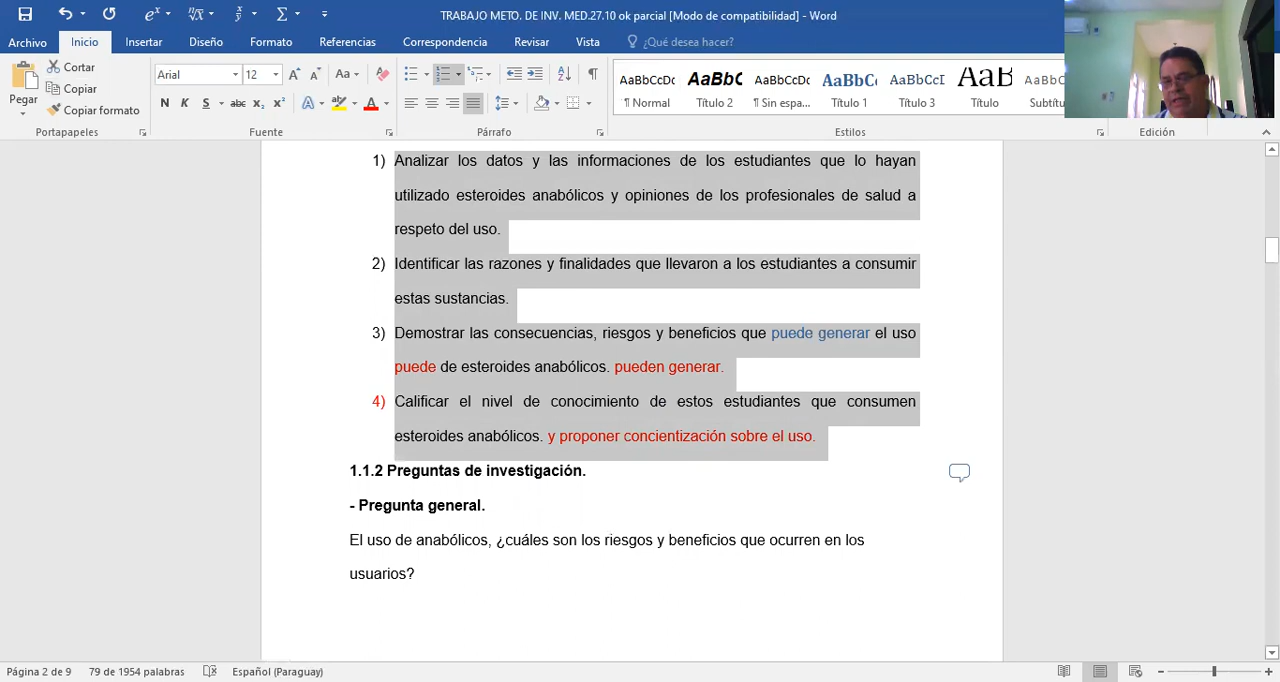 TRABAJO METO. DE INV. MED.27.10 ok parcial [Modo de compatibilidad] - Word
Archivo Inicio Insertar Diseño Formato Referencias Correspondencia Revisar Vista ¿Qué desea hacer?
Pegar
Cortar
Copiar
Copiar formato
Portapapeles
Arial 12
Aa
N K S abc x₂ x² A A
Fuente
Párrafo
AaBbCcDc AaBbC AaBbCcDc AaBbC AaBbCcI AaB AaBbC
¶ Normal Título 2 ¶ Sin espa... Título 1 Título 3 Título Subtítu
Estilos
Edición
1) Analizar los datos y las informaciones de los estudiantes que lo hayan
utilizado esteroides anabólicos y opiniones de los profesionales de salud a
respeto del uso.
2) Identificar las razones y finalidades que llevaron a los estudiantes a consumir
estas sustancias.
3) Demostrar las consecuencias, riesgos y beneficios que puede generar el uso
puede de esteroides anabólicos. pueden generar.
4) Calificar el nivel de conocimiento de estos estudiantes que consumen
esteroides anabólicos. y proponer concientización sobre el uso.
1.1.2 Preguntas de investigación.
- Pregunta general.
El uso de anabólicos, ¿cuáles son los riesgos y beneficios que ocurren en los
usuarios?
Página 2 de 9 79 de 1954 palabras Español (Paraguay)